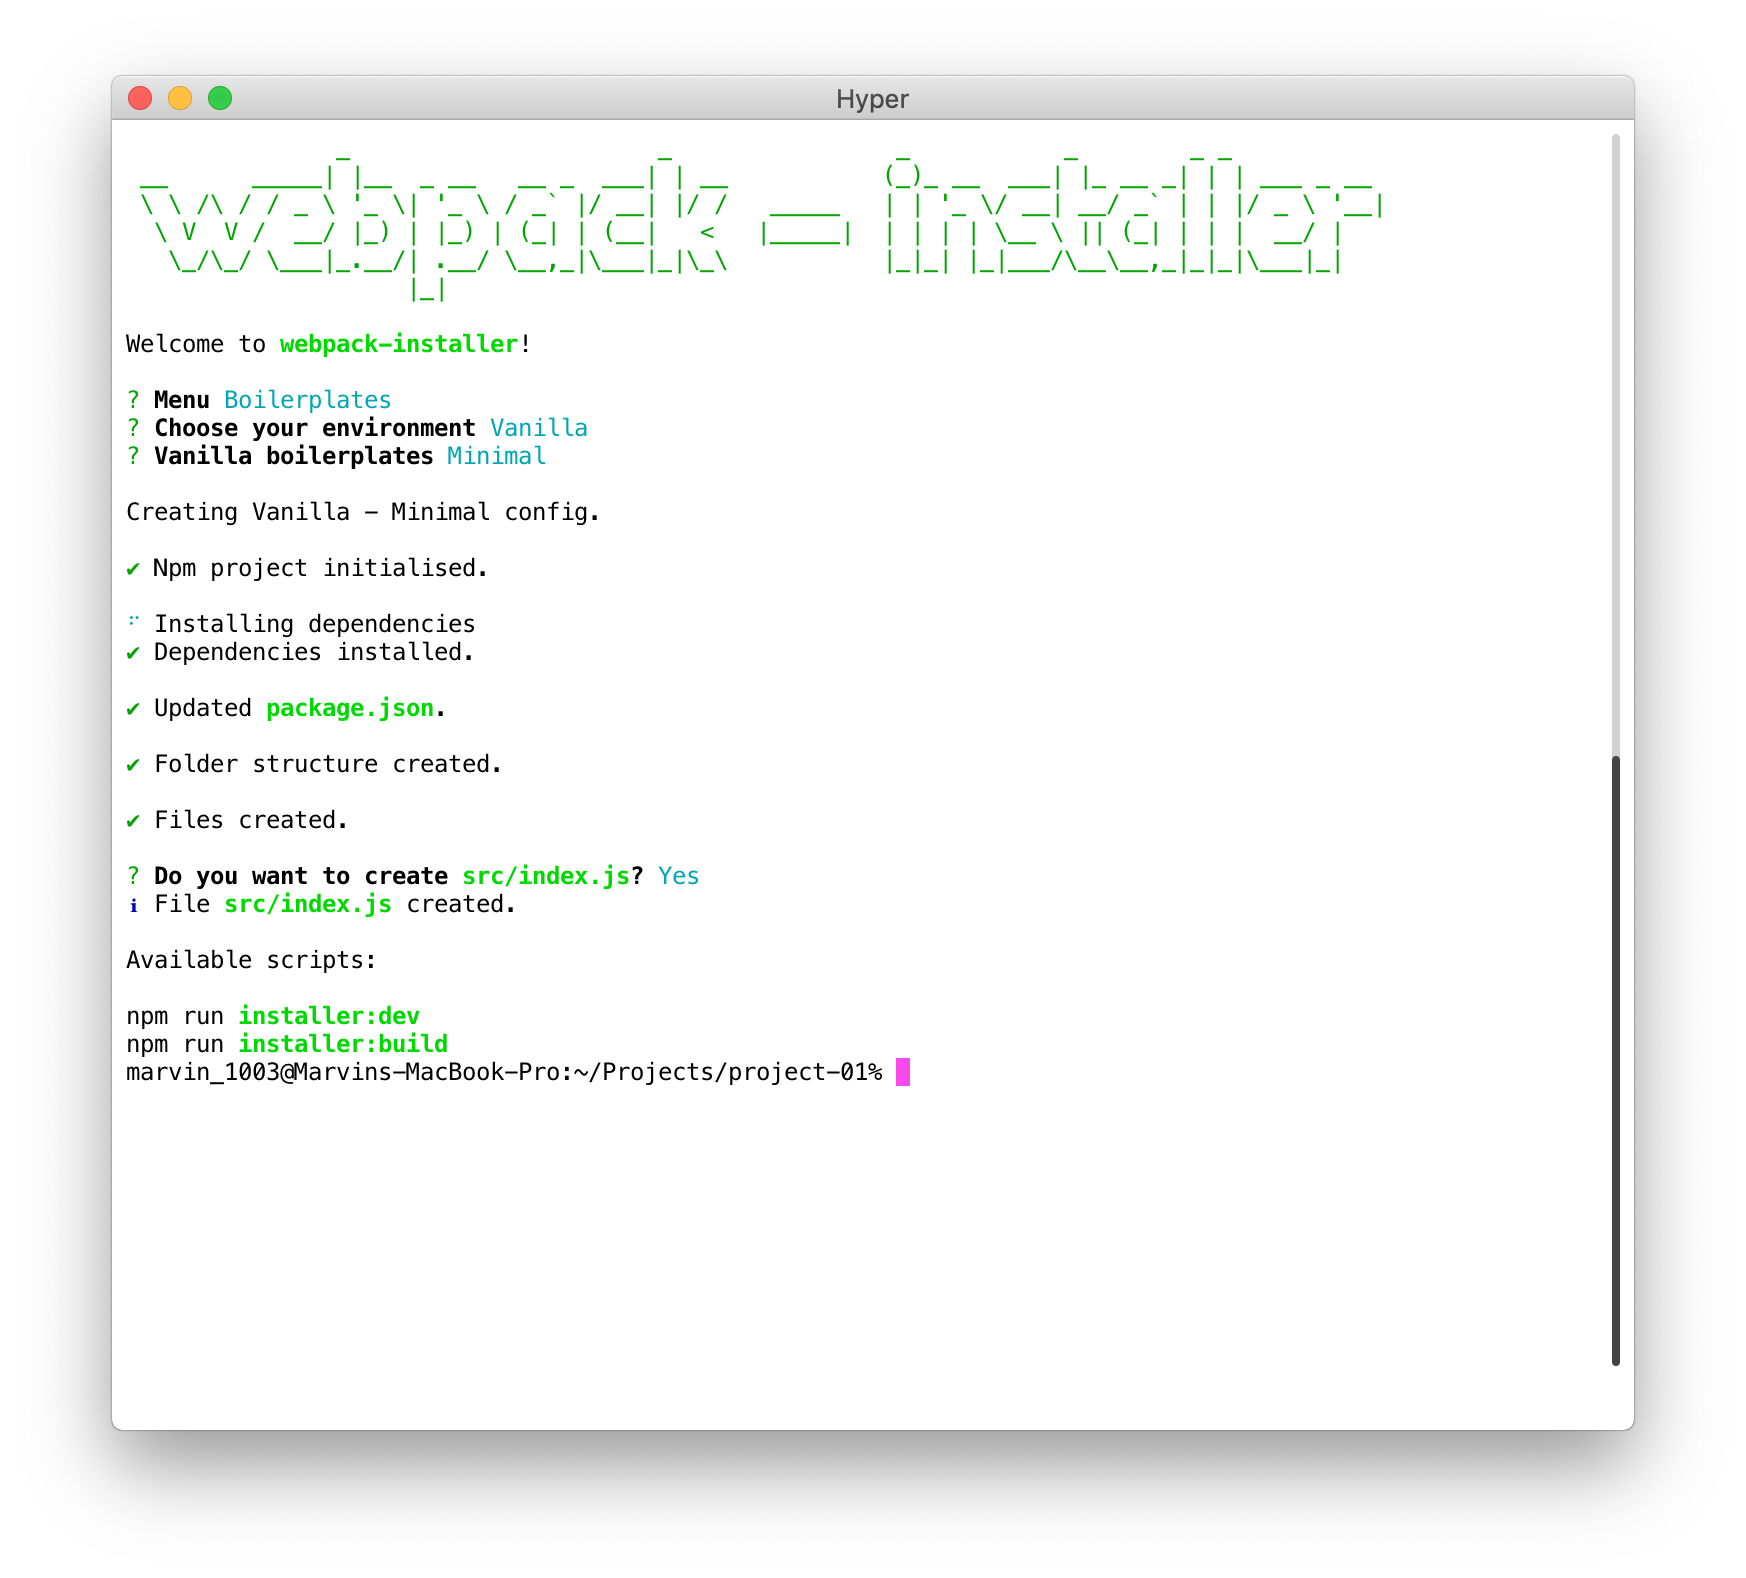 Hyper
webpack - installer
Welcome to webpack-installer!
? Menu Boilerplates
? Choose your environment Vanilla
? Vanilla boilerplates Minimal
Creating Vanilla - Minimal config.
✔ Npm project initialised.
⠋ Installing dependencies
✔ Dependencies installed.
✔ Updated package.json.
✔ Folder structure created.
✔ Files created.
? Do you want to create src/index.js? Yes
ℹ File src/index.js created.
Available scripts:
npm run installer:dev
npm run installer:build
marvin_1003@Marvins-MacBook-Pro:~/Projects/project-01%